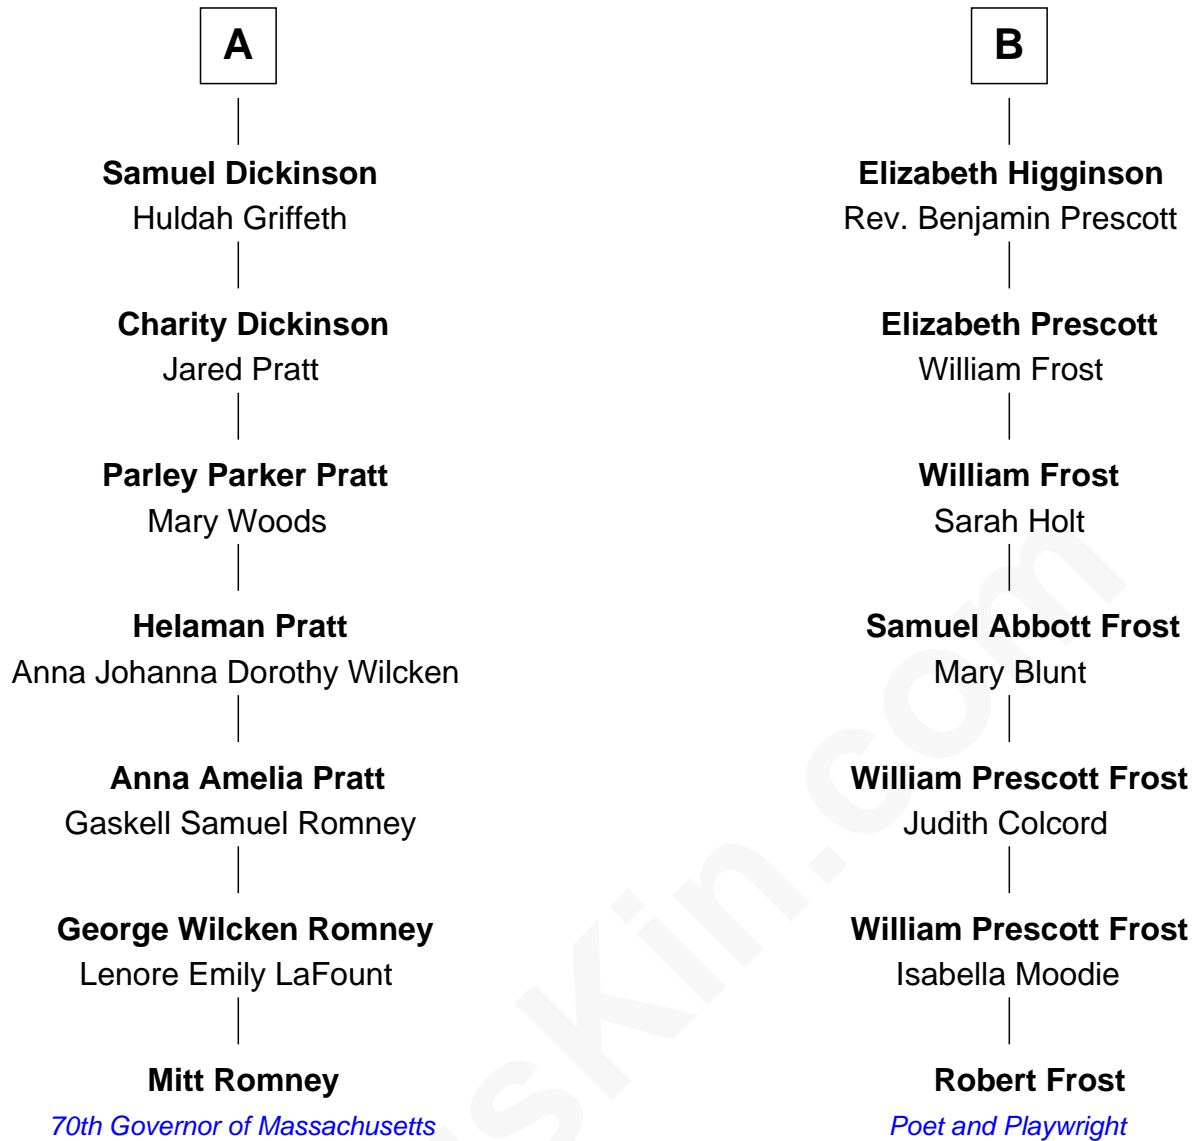 A
Samuel Dickinson
Huldah Griffeth
Charity Dickinson
Jared Pratt
Parley Parker Pratt
Mary Woods
Helaman Pratt
Anna Johanna Dorothy Wilcken
Anna Amelia Pratt
Gaskell Samuel Romney
George Wilcken Romney
Lenore Emily LaFount
Mitt Romney
70th Governor of Massachusetts
B
Elizabeth Higginson
Rev. Benjamin Prescott
Elizabeth Prescott
William Frost
William Frost
Sarah Holt
Samuel Abbott Frost
Mary Blunt
William Prescott Frost
Judith Colcord
William Prescott Frost
Isabella Moodie
Robert Frost
Poet and Playwright